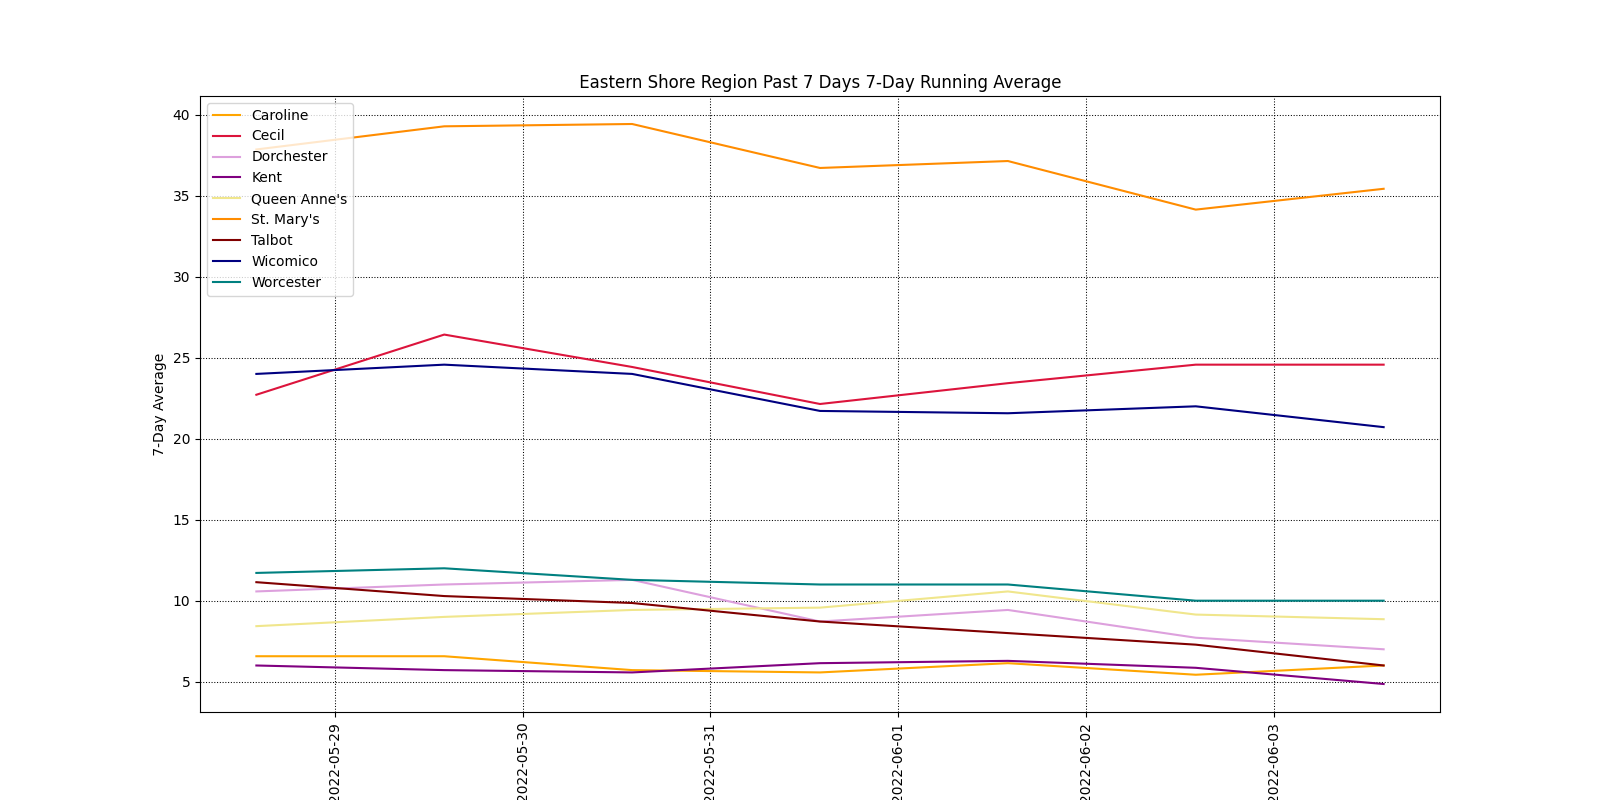 Eastern Shore Region Past 7 Days 7-Day Running Average
Caroline
Cecil
Dorchester
Kent
Queen Anne's
St. Mary's
Talbot
Wicomico
Worcester
40
35
30
25
20
15
10
5
7-Day Average
2022-05-29
2022-05-30
2022-05-31
2022-06-01
2022-06-02
2022-06-03